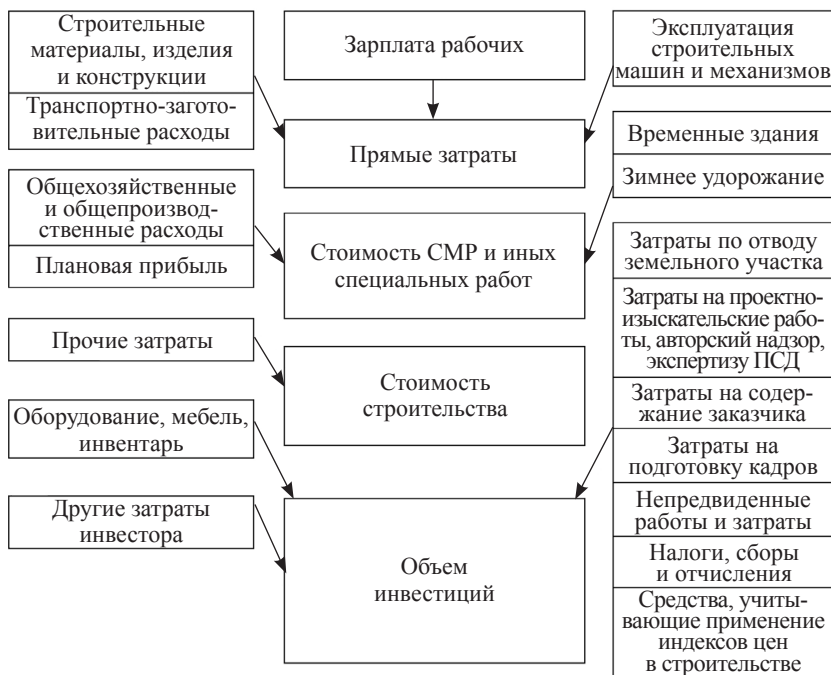 Строительные
материалы, изделия
и конструкции
Транспортно-загото-
вительные расходы
Зарплата рабочих
Эксплуатация
строительных
машин и механизмов
Прямые затраты
Временные здания
Зимнее удорожание
Общехозяйственные
и общепроизвод-
ственные расходы
Плановая прибыль
Стоимость СМР и иных
специальных работ
Затраты по отводу
земельного участка
Затраты на проектно-
изыскательские рабо-
ты, авторский надзор,
экспертизу ПСД
Затраты на содер-
жание заказчика
Затраты на
подготовку кадров
Непредвиденные
работы и затраты
Налоги, сборы
и отчисления
Средства, учиты-
вающие применение
индексов цен
в строительстве
Прочие затраты
Стоимость
строительства
Оборудование, мебель,
инвентарь
Другие затраты
инвестора
Объем
инвестиций